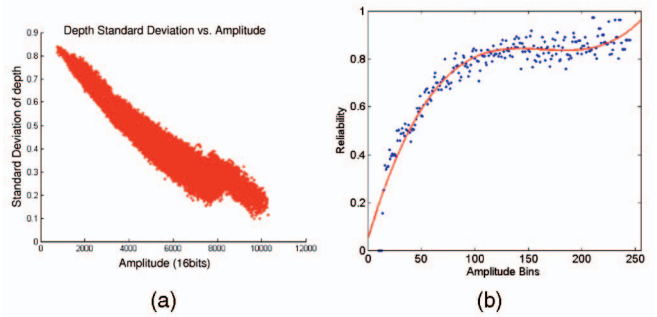 Depth Standard Deviation vs. Amplitude
Standard Deviation of depth
0.9
0.8
0.7
0.6
0.5
0.4
0.3
0.2
0.1
0 2000 4000 6000 8000 10000 12000
Amplitude (16bits)
(a)
Reliability
1
0.8
0.6
0.4
0.2
0
0 50 100 150 200 250
Amplitude Bins
(b)